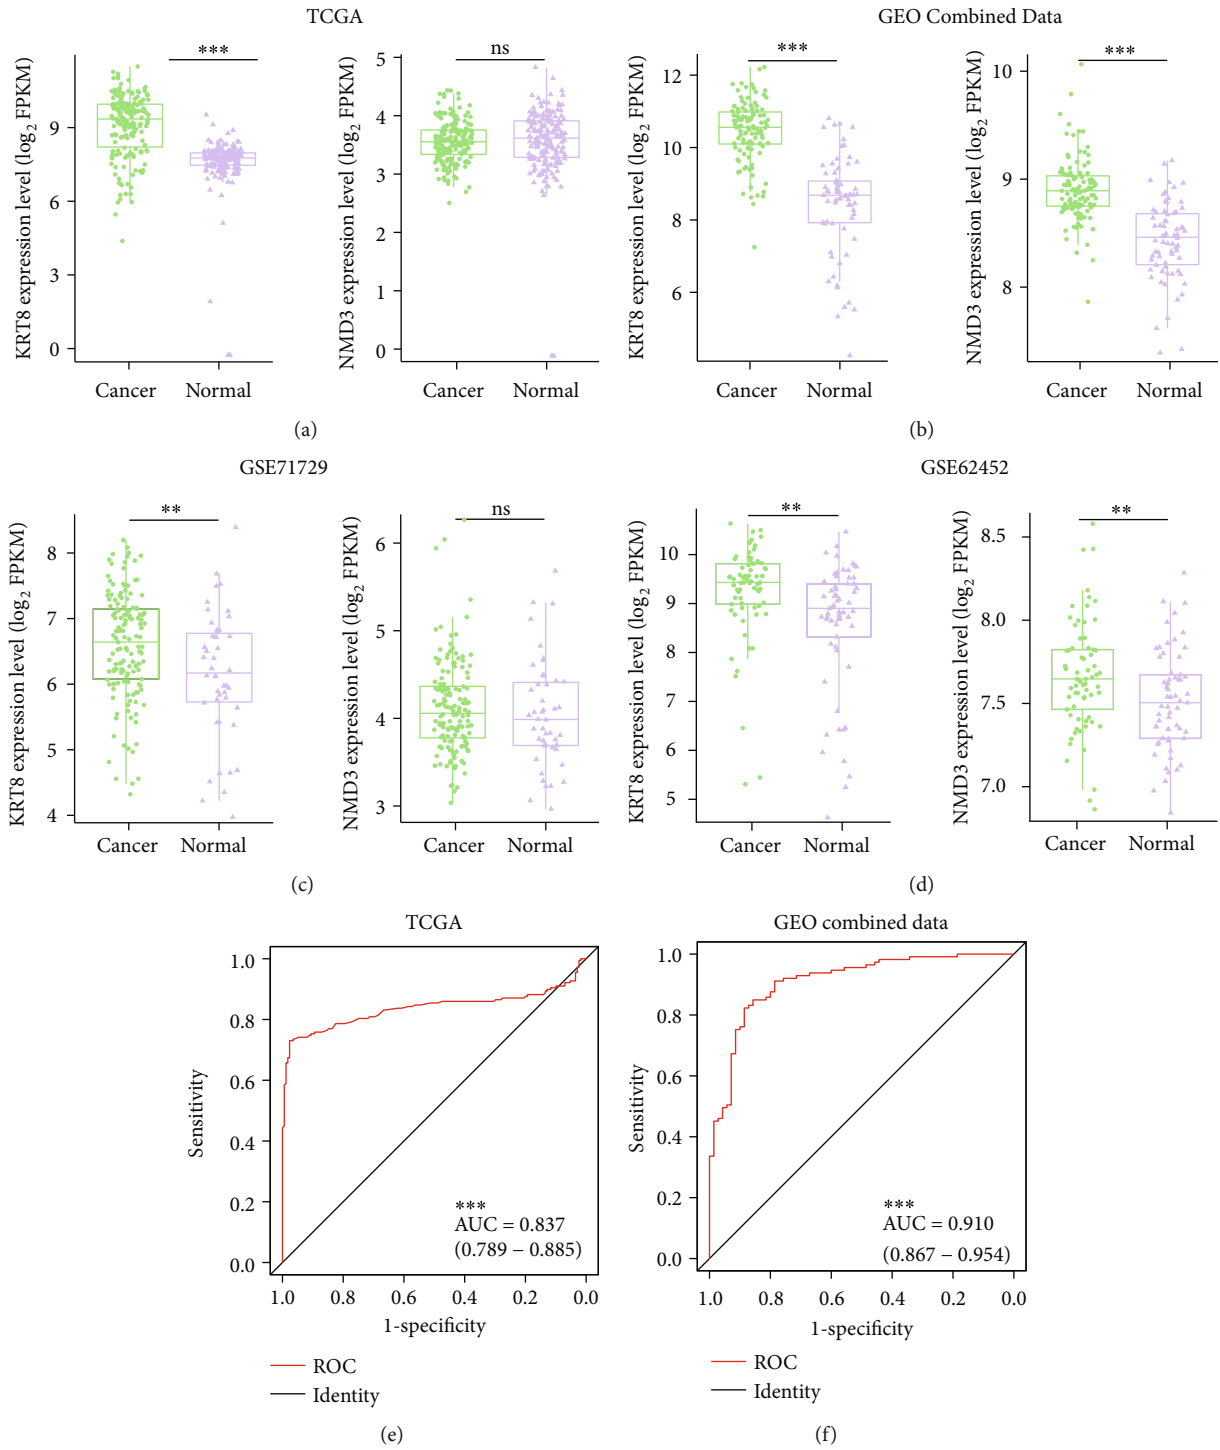 TCGA
KRT8 expression level (log2 FPKM)
***
9
6
3
0
Cancer Normal
NMD3 expression level (log2 FPKM)
ns
5
4
3
2
1
0
Cancer Normal
(a)
GEO Combined Data
KRT8 expression level (log2 FPKM)
***
12
10
8
6
Cancer Normal
NMD3 expression level (log2 FPKM)
***
10
9
8
Cancer Normal
(b)
GSE71729
KRT8 expression level (log2 FPKM)
**
8
7
6
5
4
Cancer Normal
NMD3 expression level (log2 FPKM)
ns
6
5
4
3
Cancer Normal
(c)
GSE62452
KRT8 expression level (log2 FPKM)
**
10
9
8
7
6
5
Cancer Normal
NMD3 expression level (log2 FPKM)
**
8.5
8.0
7.5
7.0
Cancer Normal
(d)
TCGA
Sensitivity
1.0
0.8
0.6
0.4
0.2
0.0
***
AUC = 0.837
(0.789 − 0.885)
1.0 0.8 0.6 0.4 0.2 0.0
1-specificity
ROC
Identity
(e)
GEO combined data
Sensitivity
1.0
0.8
0.6
0.4
0.2
0.0
***
AUC = 0.910
(0.867 − 0.954)
1.0 0.8 0.6 0.4 0.2 0.0
1-specificity
ROC
Identity
(f)